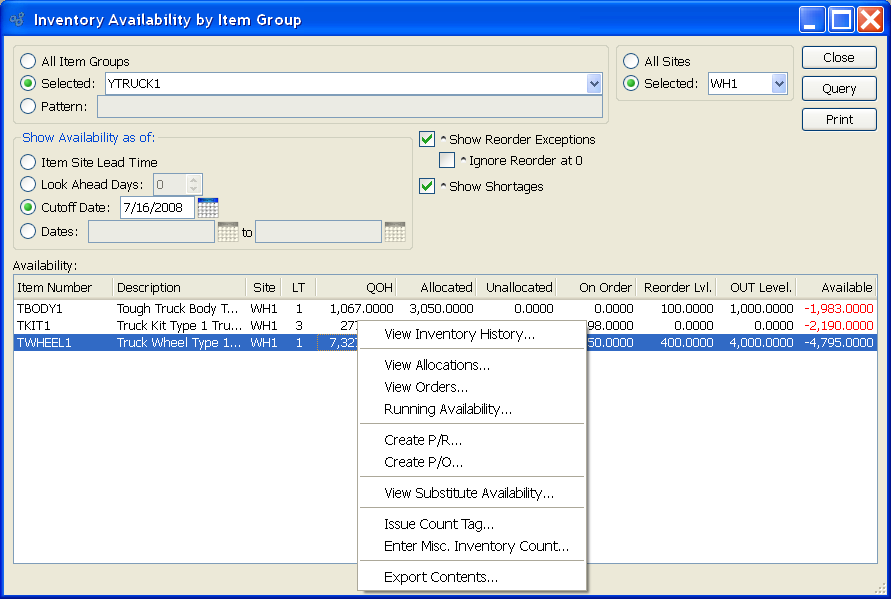 Inventory Availability by Item Group
All Item Groups
Selected: YTRUCK1
Pattern:
All Sites
Selected: WH1
Close
Query
Print
Show Availability as of:
Item Site Lead Time
Look Ahead Days: 0
Cutoff Date: 7/16/2008
Dates: to
^ Show Reorder Exceptions
^ Ignore Reorder at 0
^ Show Shortages
Availability:
Item Number Description Site LT QOH Allocated Unallocated On Order Reorder Lvl. OUT Level. Available
TBODY1 Tough Truck Body T... WH1 1 1,067.0000 3,050.0000 0.0000 0.0000 100.0000 1,000.0000 -1,983.0000
TKIT1 Truck Kit Type 1 Tru... WH1 3 27 98.0000 0.0000 0.0000 -2,190.0000
TWHEEL1 Truck Wheel Type 1... WH1 1 7,327 50.0000 400.0000 4,000.0000 -4,795.0000
View Inventory History...
View Allocations...
View Orders...
Running Availability...
Create P/R...
Create P/O...
View Substitute Availability...
Issue Count Tag...
Enter Misc. Inventory Count...
Export Contents...